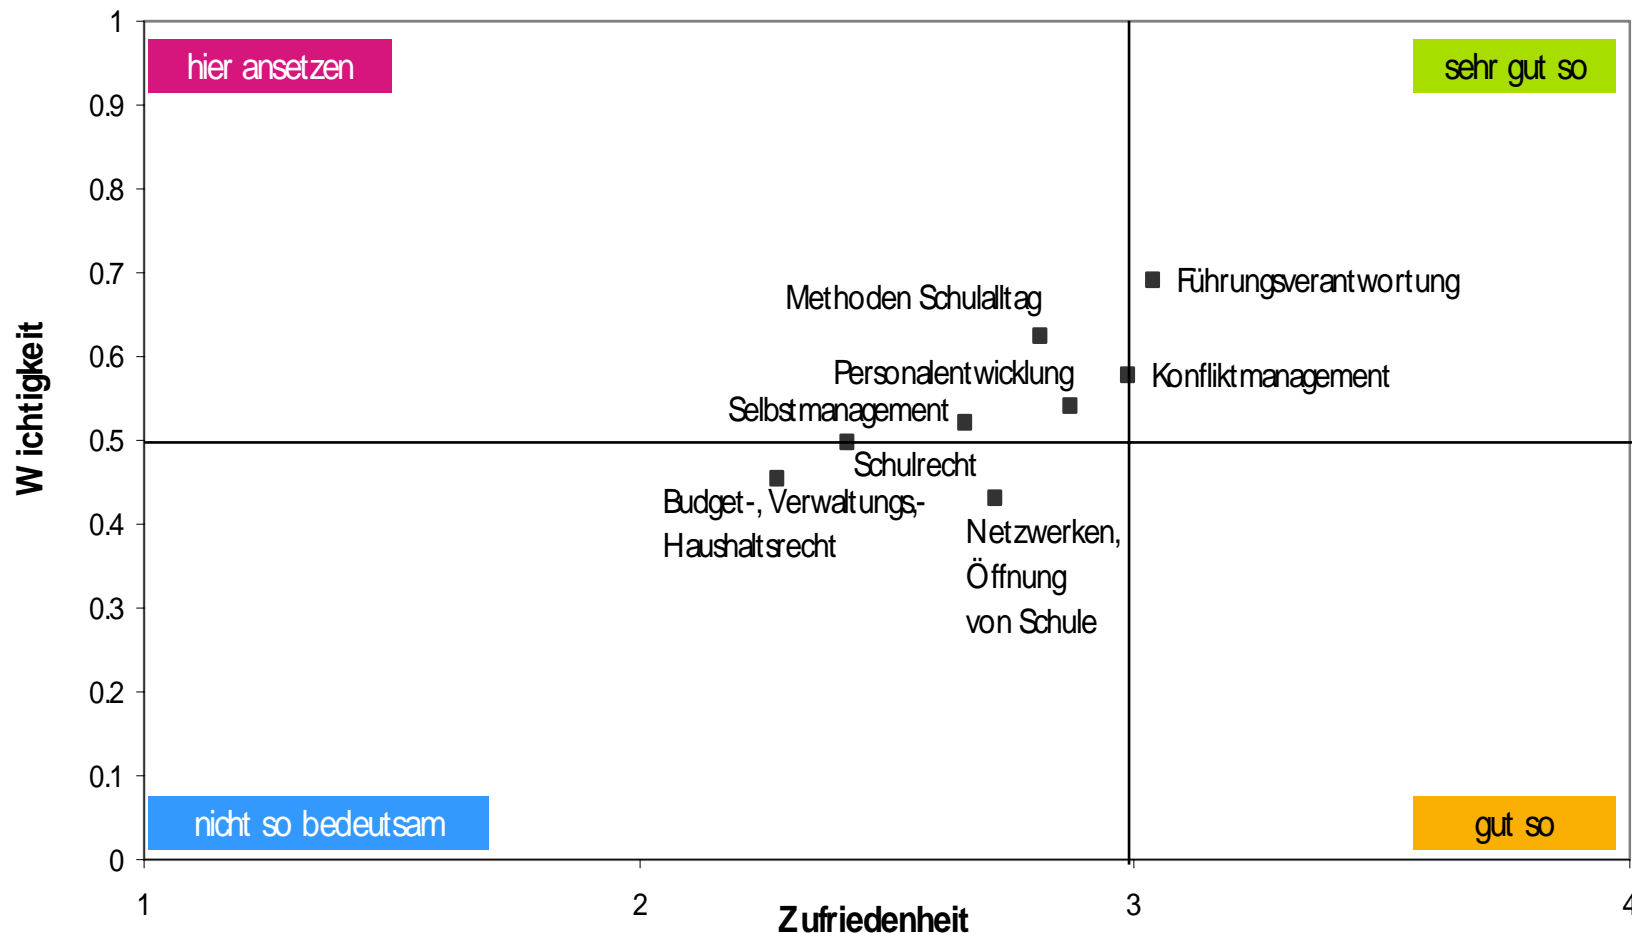 1
hier ansetzen
sehr gut so
0.9
0.8
0.7
Führungsverantwortung
Methoden Schulalltag
0.6
Personalentwicklung
Konfliktmanagement
Selbstmanagement
0.5
Schulrecht
Budget-, Verwaltungs,-
Haushaltsrecht
0.4
Netzwerken,
Öffnung
von Schule
0.3
0.2
0.1
nicht so bedeutsam
gut so
0
Wichtigkeit
1
2
3
4
Zufriedenheit